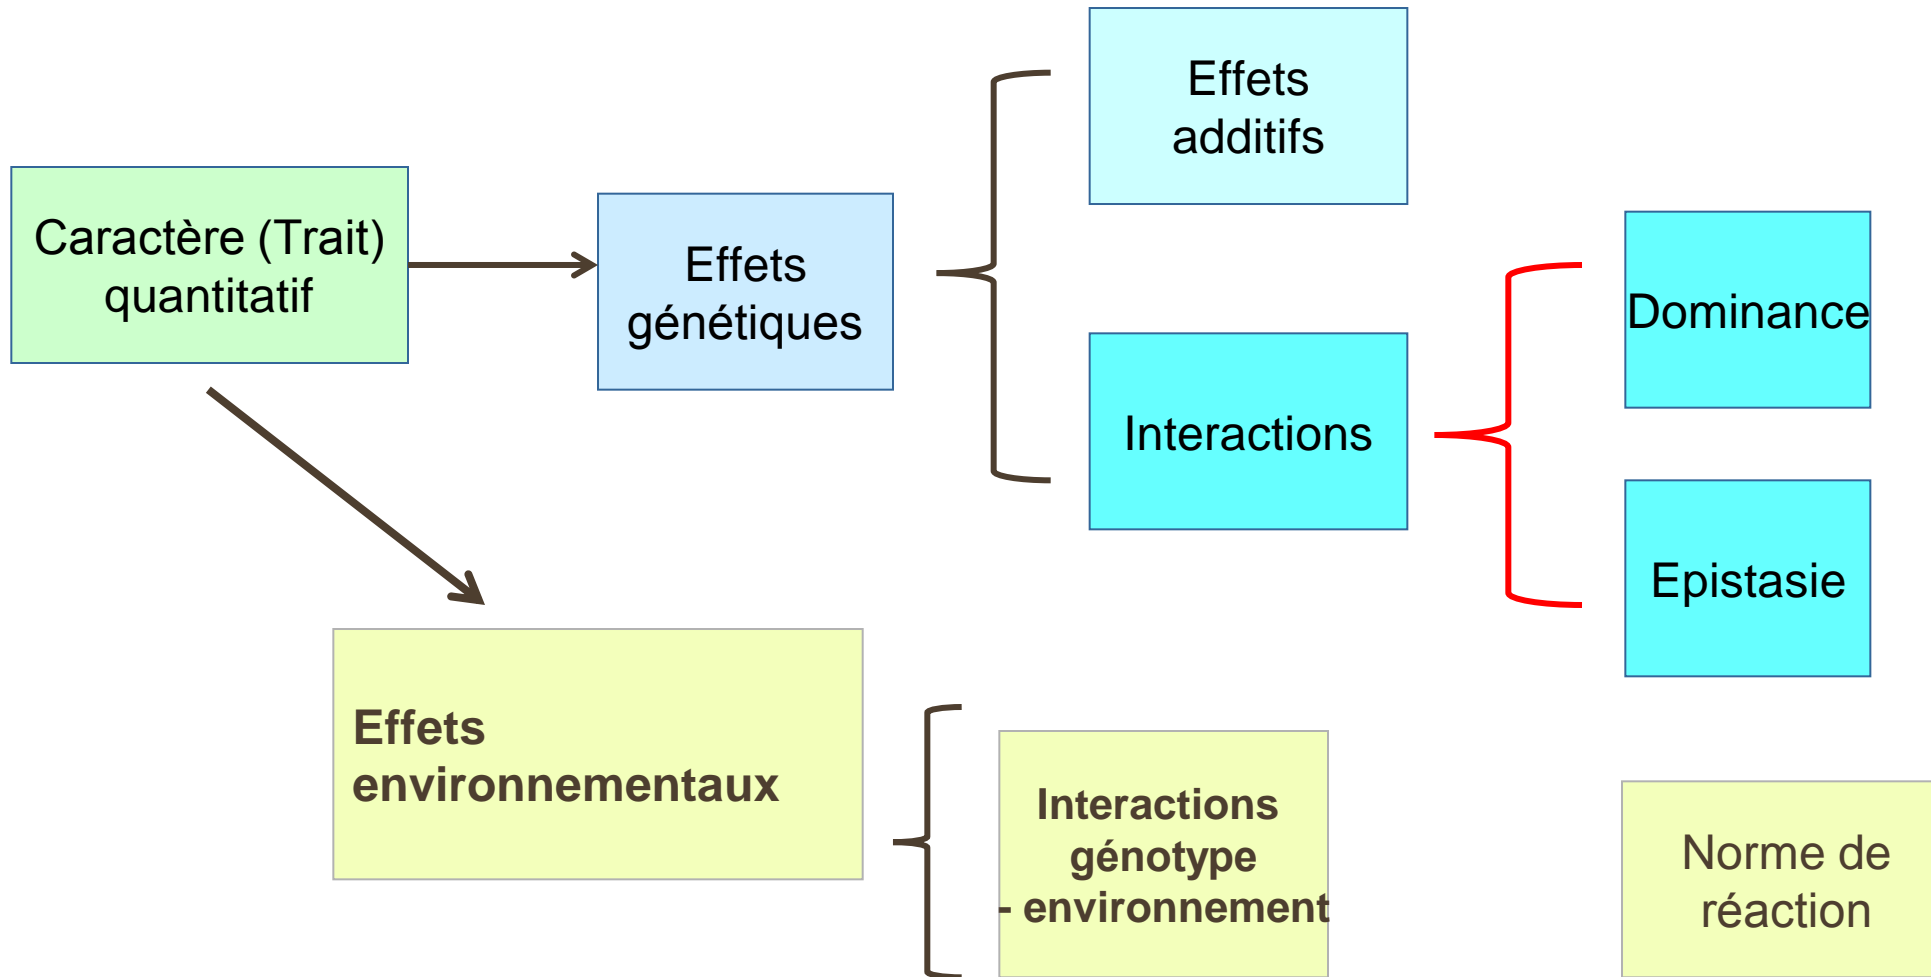 Caractère (Trait)
quantitatif
Effets
génétiques
Effets
additifs
Interactions
Dominance
Epistasie
Effets
environnementaux
Interactions
génotype
- environnement
Norme de
réaction